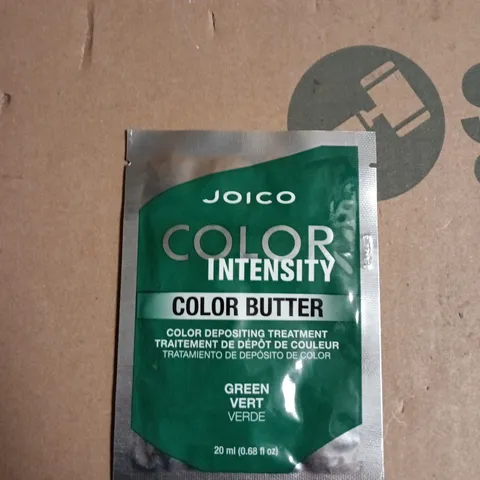 JOICO
COLOR
INTENSITY
COLOR BUTTER
COLOR DEPOSITING TREATMENT
TRAITEMENT DE DÉPÔT DE COULEUR
TRATAMIENTO DE DEPÓSITO DE COLOR
GREEN
VERT
VERDE
20 ml (0.68 fl oz)